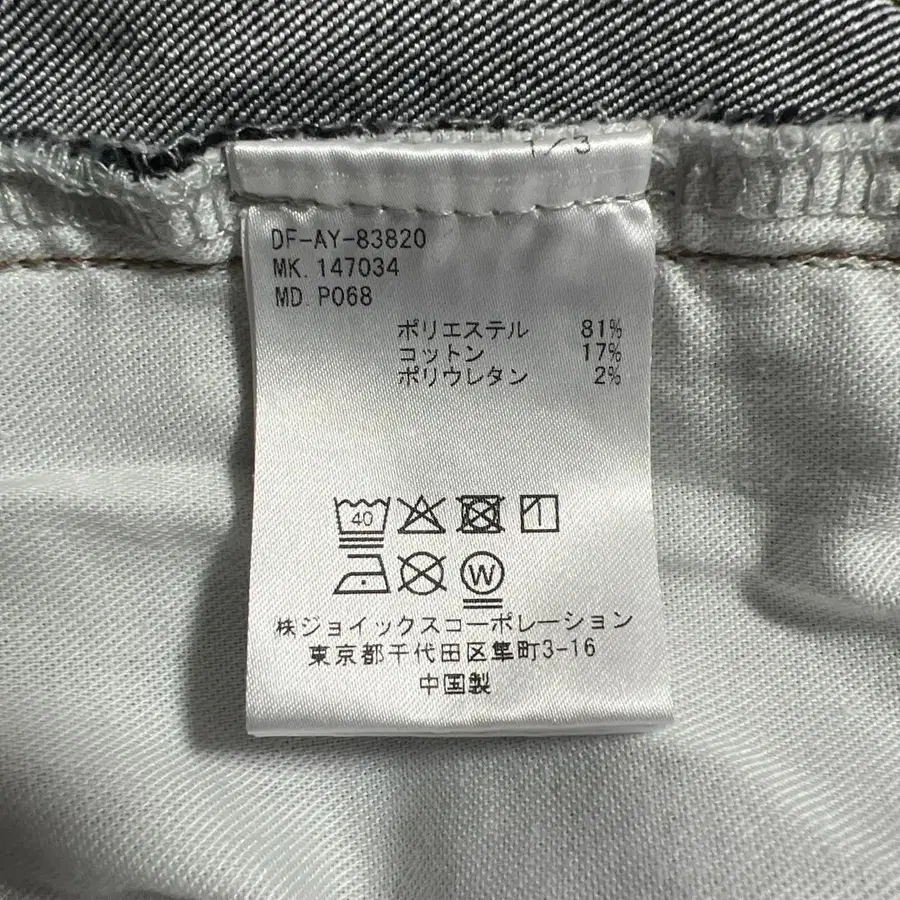 1/3
DF-AY-83820
MK. 147034
MD. P068
ポリエステル 81%
コットン 17%
ポリウレタン 2%
40
W
株ジョイックスコーポレーション
東京都千代田区隼町3-16
中国製